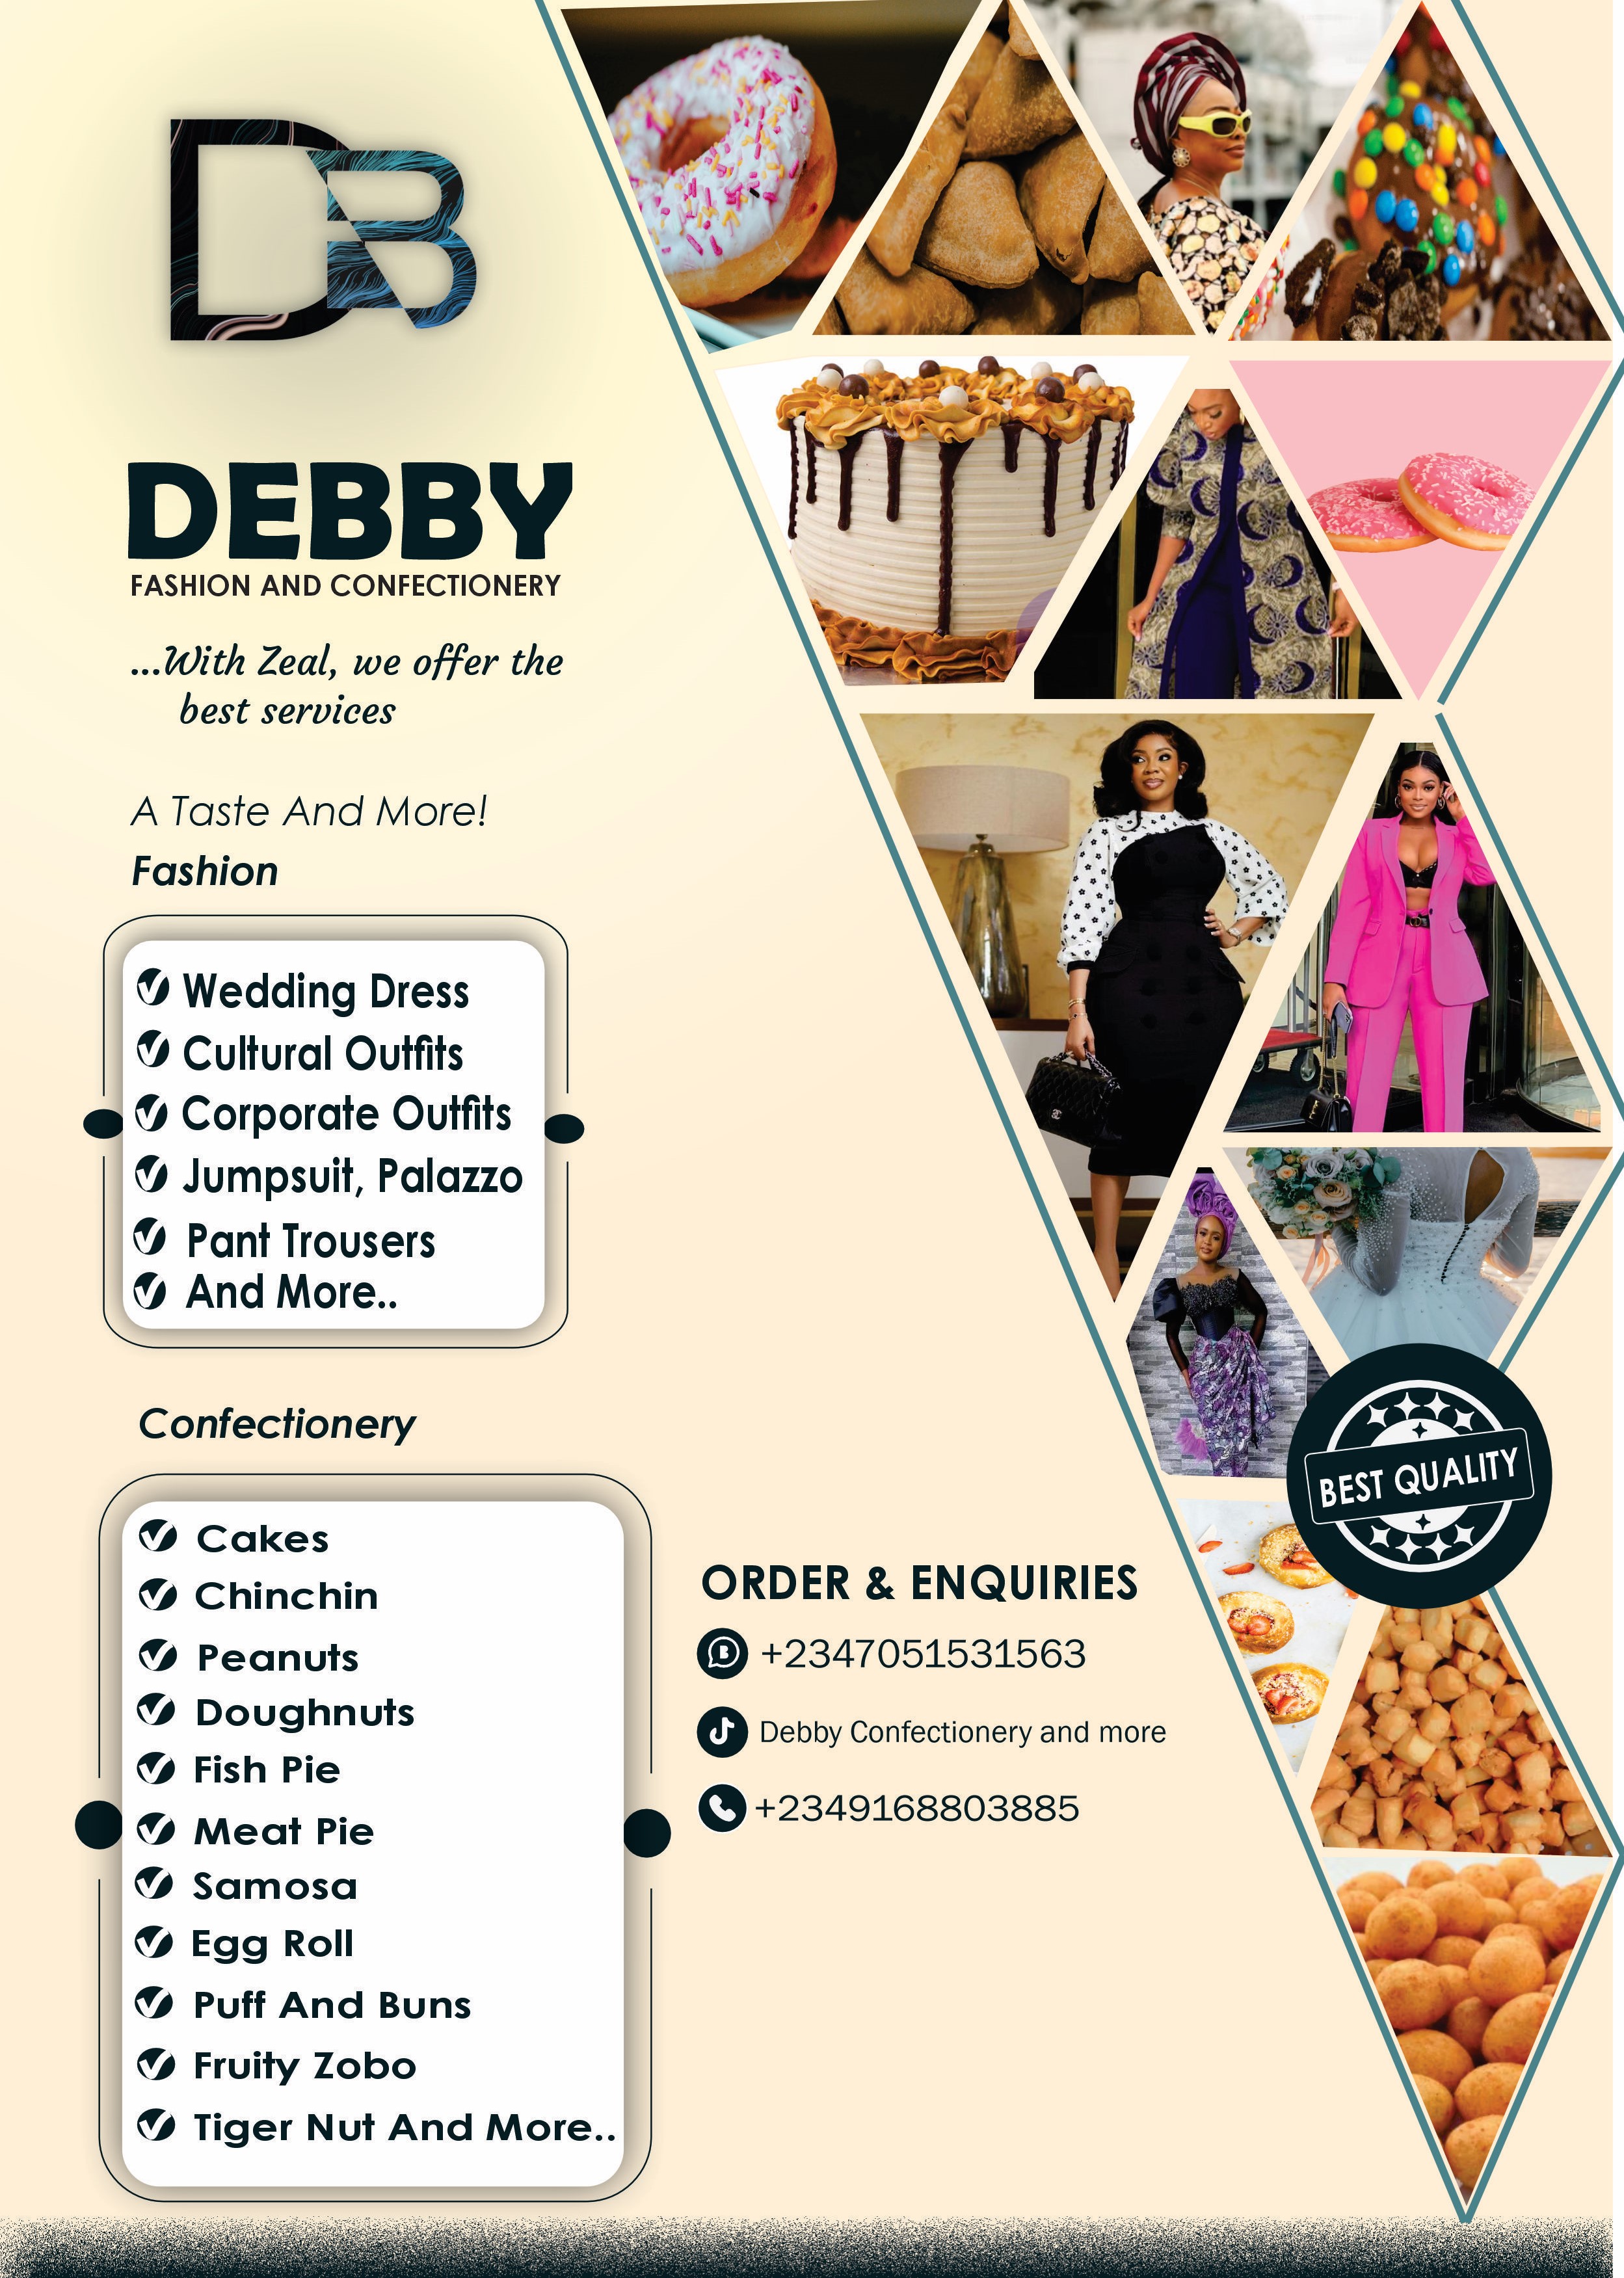 DB
DEBBY
FASHION AND CONFECTIONERY
...With Zeal, we offer the
best services
A Taste And More!
Fashion
Wedding Dress
Cultural Outfits
Corporate Outfits
Jumpsuit, Palazzo
Pant Trousers
And More..
Confectionery
Cakes
Chinchin
Peanuts
Doughnuts
Fish Pie
Meat Pie
Samosa
Egg Roll
Puff And Buns
Fruity Zobo
Tiger Nut And More..
ORDER & ENQUIRIES
B +2347051531563
Debby Confectionery and more
+2349168803885
BEST QUALITY